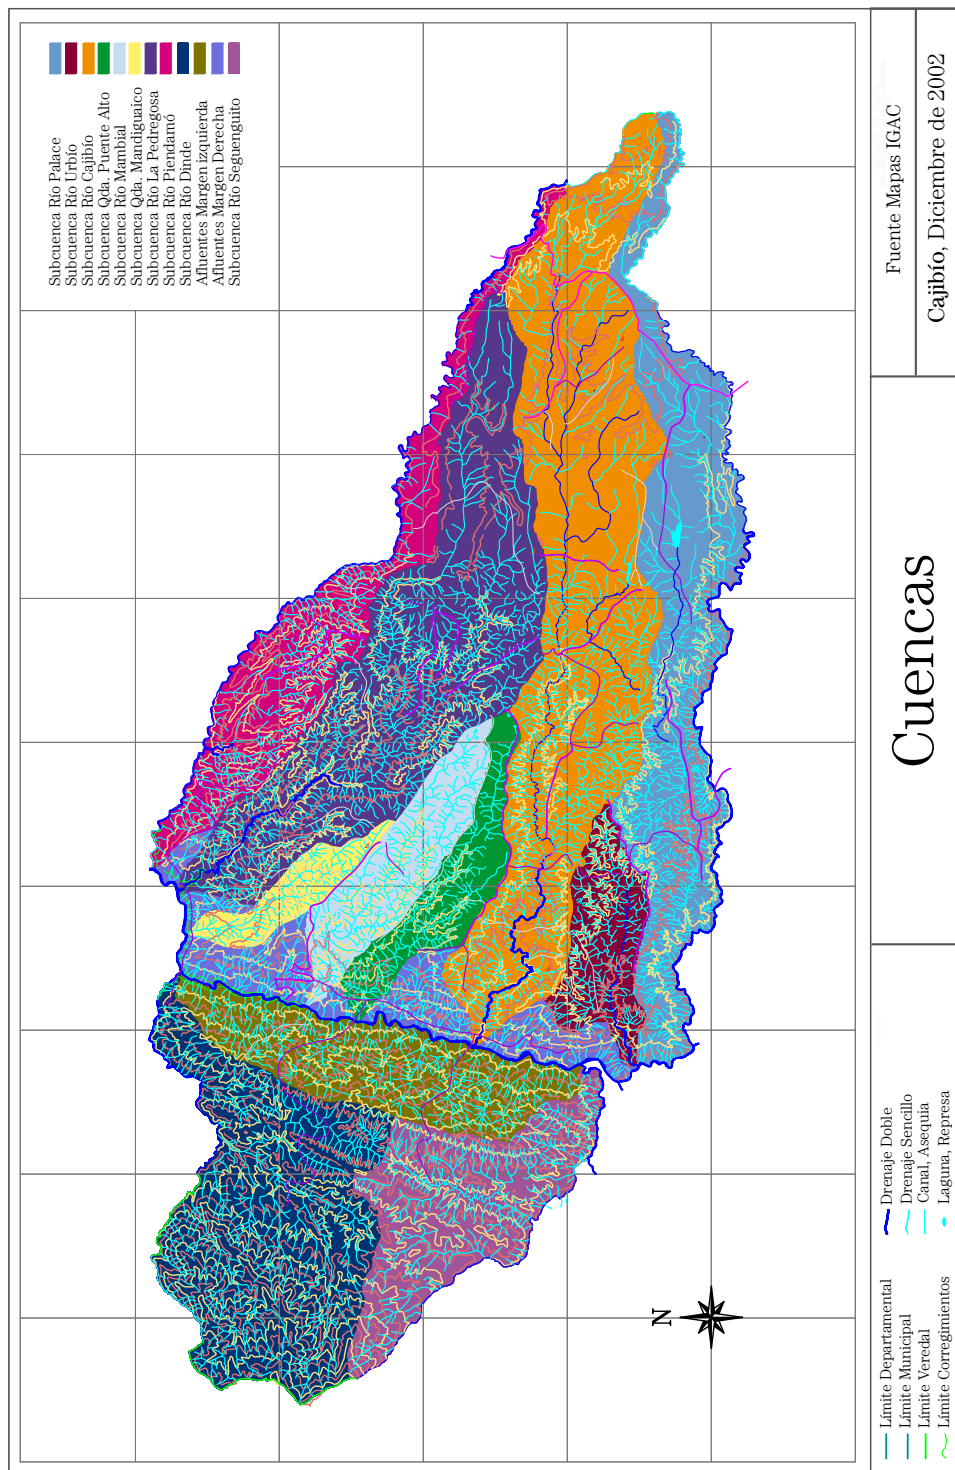 Subcuenca Río Palace
Subcuenca Río Urbío
Subcuenca Río Cajibío
Subcuenca Qda. Puente Alto
Subcuenca Río Mambial
Subcuenca Qda. Mandiguaico
Subcuenca Río La Pedregosa
Subcuenca Río Piendamó
Subcuenca Río Dinde
Afluentes Margen izquierda
Afluentes Margen Derecha
Subcuenca Río Seguenguito
N
Límite Departamental
Límite Municipal
Límite Veredal
Límite Corregimientos
Drenaje Doble
Drenaje Sencillo
Canal, Asequia
Laguna, Represa
Cuencas
Fuente Mapas IGAC
Cajibío, Diciembre de 2002